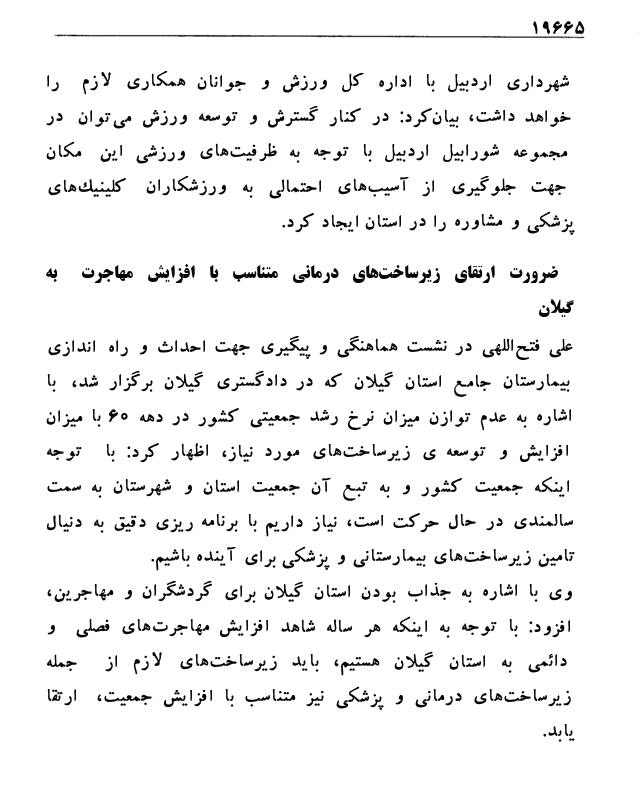 ۱۹۶۶۵
شهرداری اردبیل با اداره کل ورزش و جوانان همکاری لازم را
خواهد داشت، بیان‌کرد: در کنار گسترش و توسعه ورزش می‌توان در
مجموعه شورابیل اردبیل با توجه به ظرفیت‌های ورزشی این مکان
جهت جلوگیری از آسیب‌های احتمالی به ورزشکاران کلینیك‌های
پزشکی و مشاوره را در استان ایجاد کرد.
ضرورت ارتقای زیرساخت‌های درمانی متناسب با افزایش مهاجرت به
گیلان
علی فتح‌اللهی در نشست هماهنگی و پیگیری جهت احداث و راه اندازی
بیمارستان جامع استان گیلان که در دادگستری گیلان برگزار شد، با
اشاره به عدم توازن میزان نرخ رشد جمعیتی کشور در دهه ۶۰ با میزان
افزایش و توسعه ی زیرساخت‌های مورد نیاز، اظهار کرد: با توجه
اینکه جمعیت کشور و به تبع آن جمعیت استان و شهرستان به سمت
سالمندی در حال حرکت است، نیاز داریم با برنامه ریزی دقیق به دنبال
تامین زیرساخت‌های بیمارستانی و پزشکی برای آینده باشیم.
وی با اشاره به جذاب بودن استان گیلان برای گردشگران و مهاجرین،
افزود: با توجه به اینکه هر ساله شاهد افزایش مهاجرت‌های فصلی و
دائمی به استان گیلان هستیم، باید زیرساخت‌های لازم از جمله
زیرساخت‌های درمانی و پزشکی نیز متناسب با افزایش جمعیت، ارتقا
یابد.